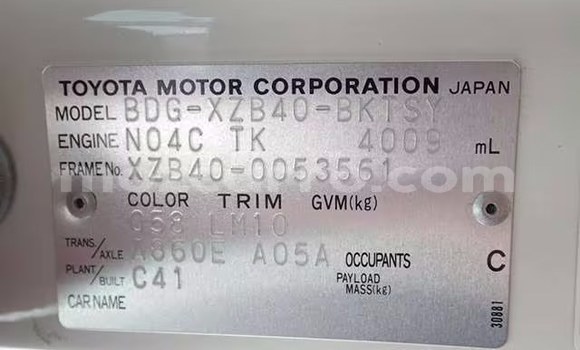 TOYOTA MOTOR CORPORATION JAPAN
MODEL BDG-XZB40-BKTSY
ENGINE N04C TK 4009 mL
FRAME No. XZB40-0053561
COLOR TRIM GVM(kg)
058 LM10
TRANS./AXLE A860E A05A OCCUPANTS C
PLANT/BUILT C41 PAYLOAD MASS(kg)
CAR NAME
30881